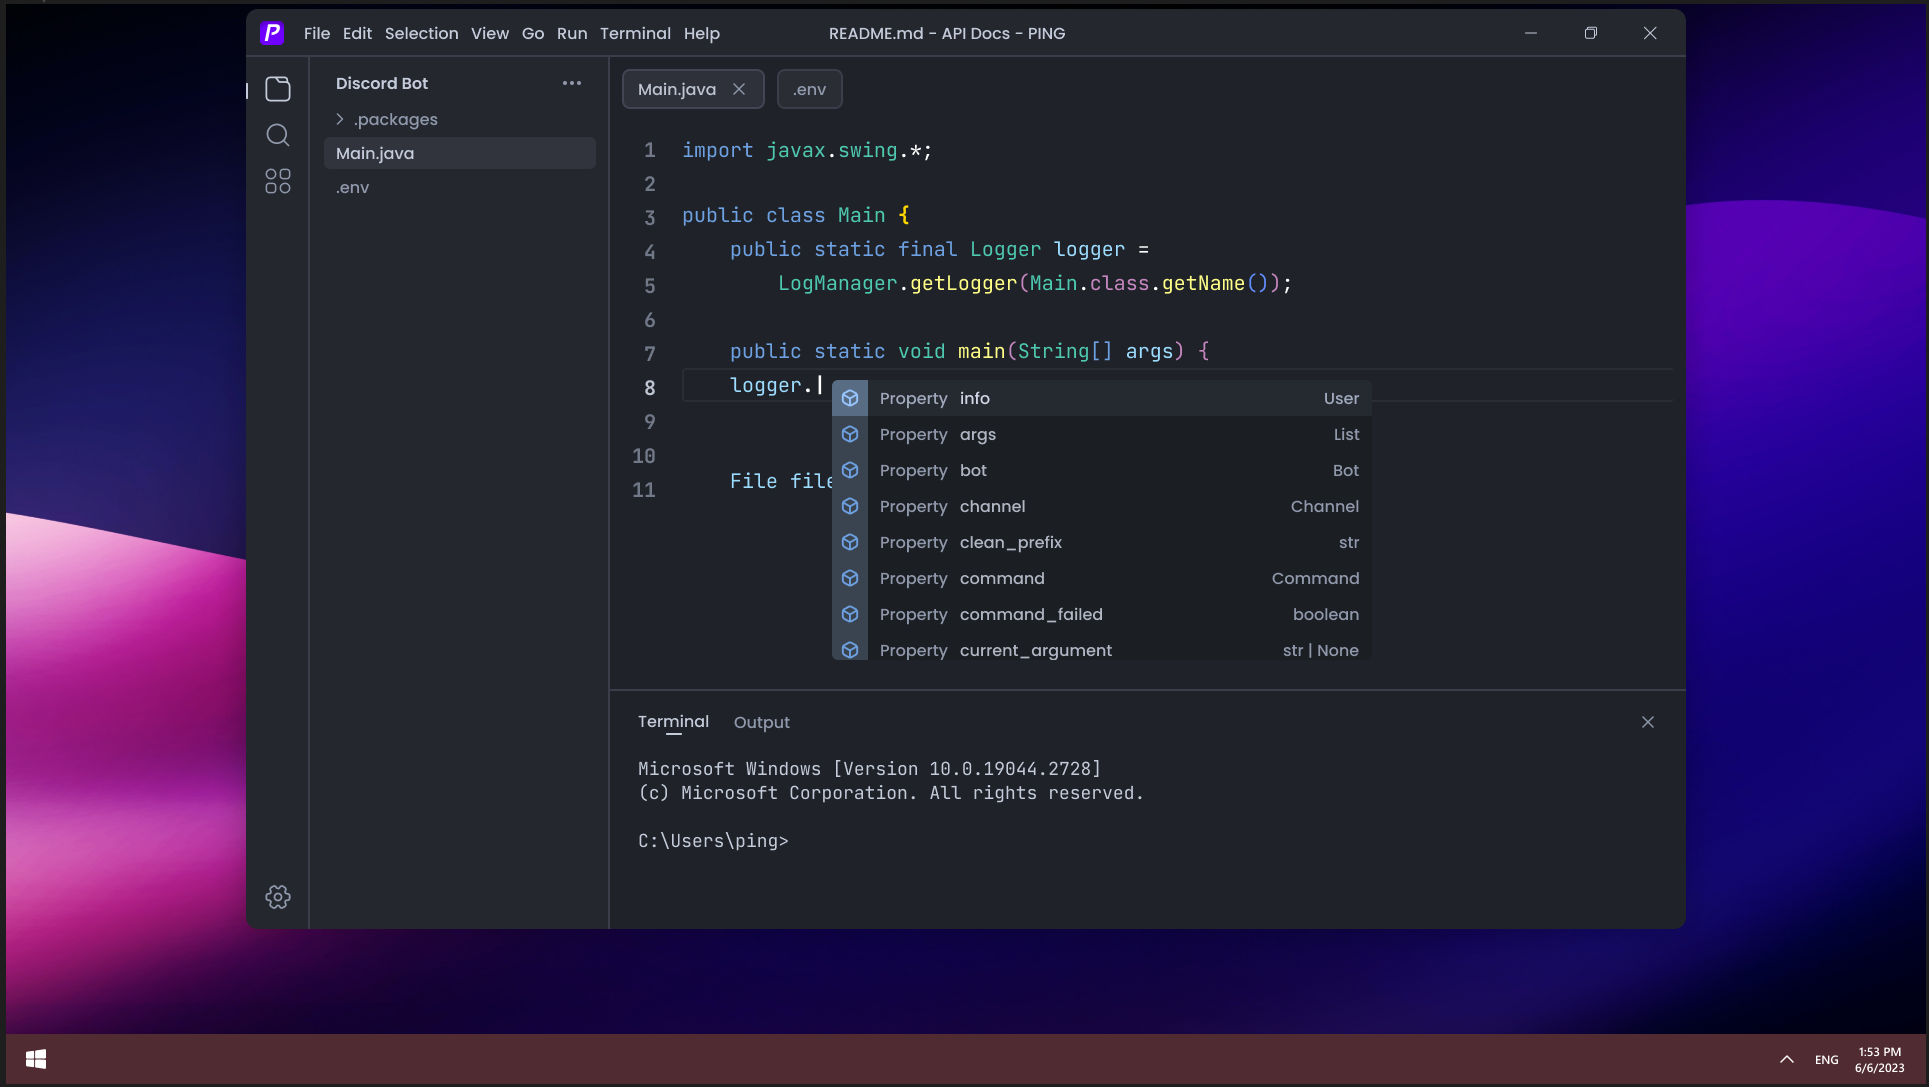 P File Edit Selection View Go Run Terminal Help README.md - API Docs - PING
Discord Bot
.packages
Main.java
.env
Main.java .env
1 import javax.swing.*;
2
3 public class Main {
4 public static final Logger logger =
5 LogManager.getLogger(Main.class.getName());
6
7 public static void main(String[] args) {
8 logger.
9
10
11
File file
Property info User
Property args List
Property bot Bot
Property channel Channel
Property clean_prefix str
Property command Command
Property command_failed boolean
Property current_argument str | None
Terminal Output
Microsoft Windows [Version 10.0.19044.2728]
(c) Microsoft Corporation. All rights reserved.
C:\Users\ping>
ENG
1:53 PM
6/6/2023